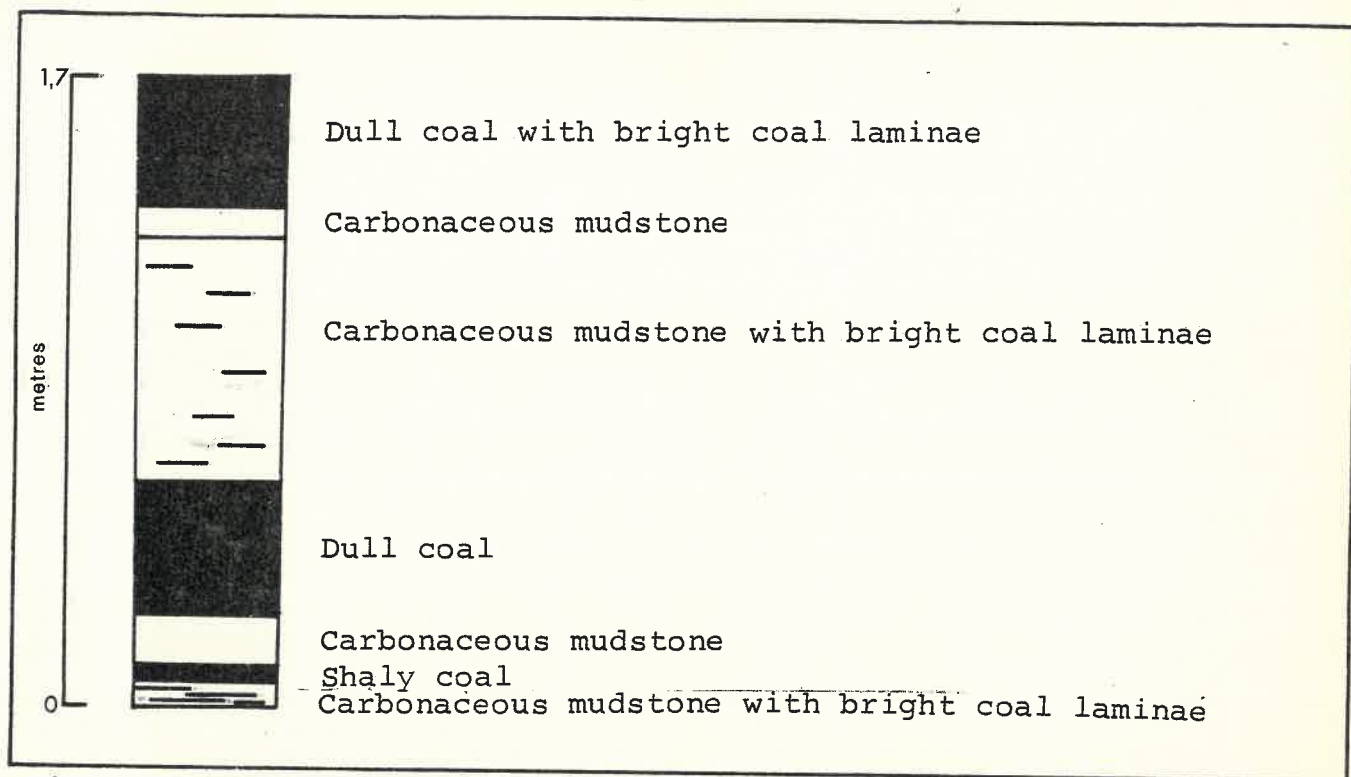 1,7
Dull coal with bright coal laminae
Carbonaceous mudstone
Carbonaceous mudstone with bright coal laminae
metres
Dull coal
Carbonaceous mudstone
Shaly coal
0
Carbonaceous mudstone with bright coal laminae